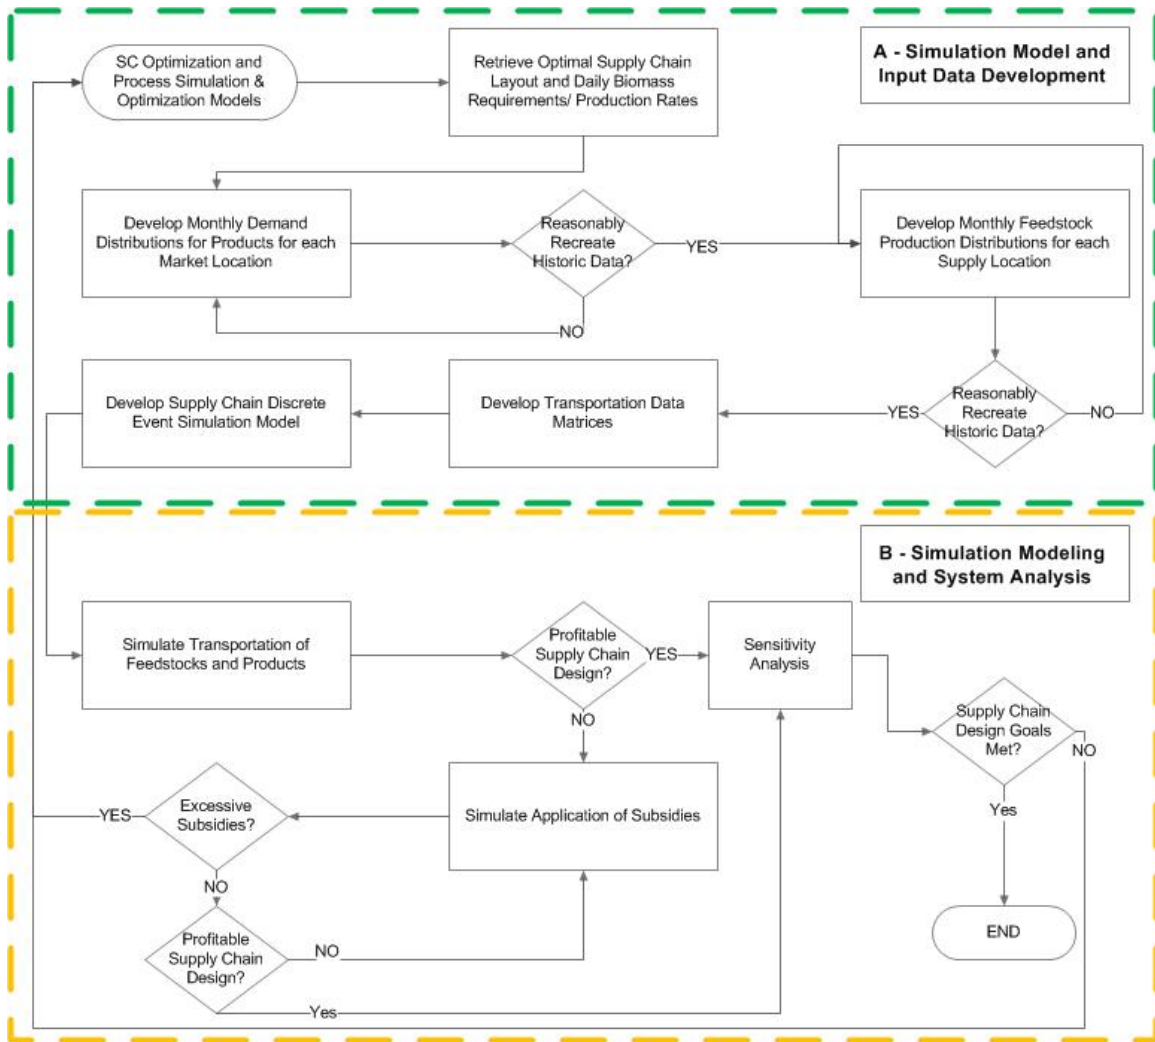 A - Simulation Model and
Input Data Development
SC Optimization and
Process Simulation &
Optimization Models
Retrieve Optimal Supply Chain
Layout and Daily Biomass
Requirements/ Production Rates
Develop Monthly Demand
Distributions for Products for each
Market Location
Reasonably
Recreate
Historic Data?
YES
NO
Develop Monthly Feedstock
Production Distributions for each
Supply Location
Reasonably
Recreate
Historic Data?
NO
YES
Develop Transportation Data
Matrices
Develop Supply Chain Discrete
Event Simulation Model
B - Simulation Modeling
and System Analysis
Simulate Transportation of
Feedstocks and Products
Profitable
Supply Chain
Design?
YES
NO
Sensitivity
Analysis
Supply Chain
Design Goals
Met?
NO
Yes
END
Simulate Application of Subsidies
Excessive
Subsidies?
YES
NO
Profitable
Supply Chain
Design?
NO
Yes